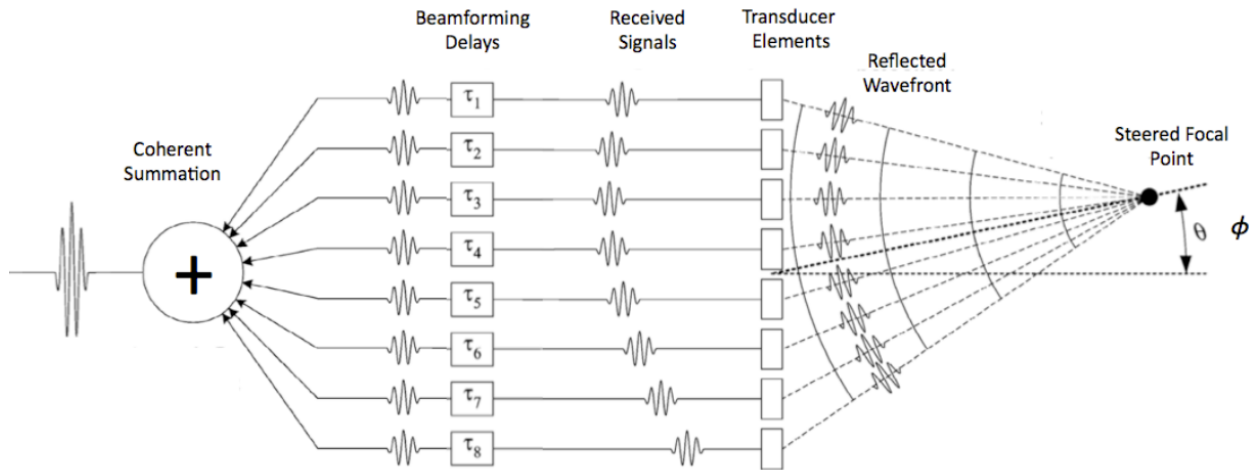 Beamforming
Delays
Received
Signals
Transducer
Elements
Reflected
Wavefront
Steered Focal
Point
Coherent
Summation
+
τ1
τ2
τ3
τ4
τ5
τ6
τ7
τ8
θ
ϕ